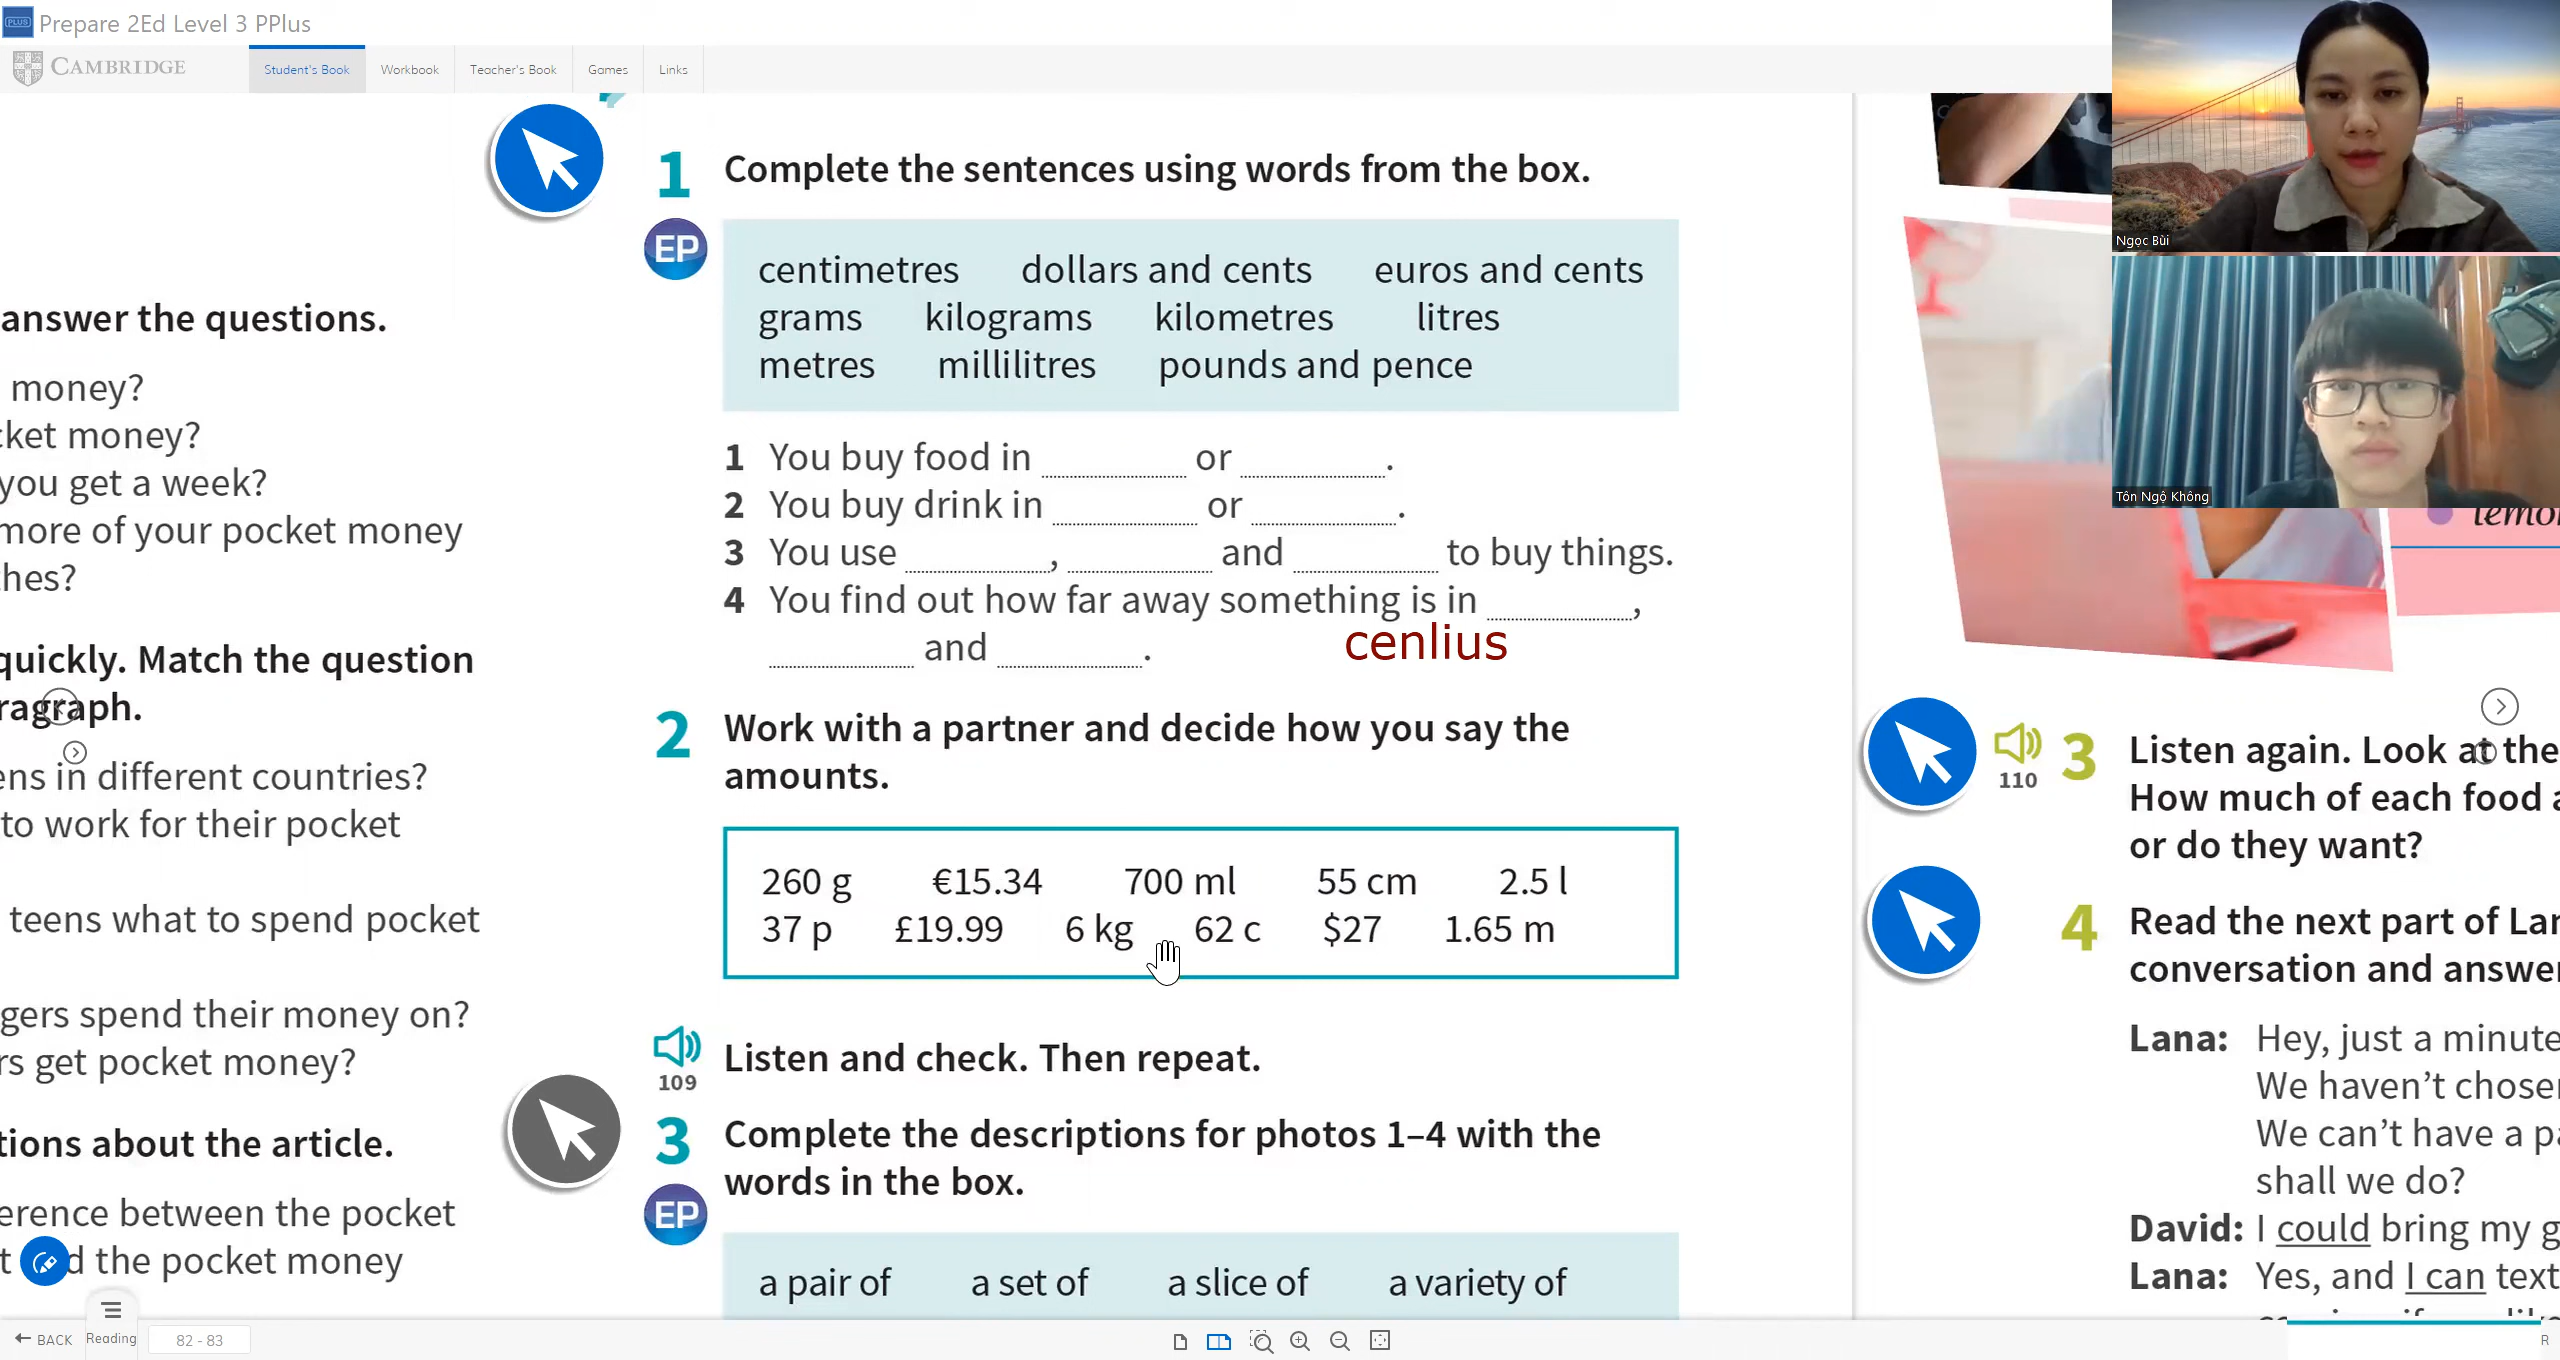 PLUS Prepare 2Ed Level 3 PPlus
CAMBRIDGE
Student's Book Workbook Teacher's Book Games Links
answer the questions.
money?
cket money?
you get a week?
more of your pocket money
thes?
quickly. Match the question
ragraph.
ens in different countries?
to work for their pocket
teens what to spend pocket
gers spend their money on?
rs get pocket money?
tions about the article.
erence between the pocket
t d the pocket money
1 Complete the sentences using words from the box.
EP
centimetres dollars and cents euros and cents
grams kilograms kilometres litres
metres millilitres pounds and pence
1 You buy food in or .
2 You buy drink in or .
3 You use , and to buy things.
4 You find out how far away something is in ,
and .
cenlius
2 Work with a partner and decide how you say the
amounts.
260 g €15.34 700 ml 55 cm 2.5 l
37 p £19.99 6 kg 62 c $27 1.65 m
109 Listen and check. Then repeat.
3 Complete the descriptions for photos 1–4 with the
words in the box.
EP
a pair of a set of a slice of a variety of
Ngọc Bùi
Tôn Ngộ Không
lemo
110 3 Listen again. Look at the
How much of each food a
or do they want?
4 Read the next part of Lan
conversation and answe
Lana: Hey, just a minute
We haven't chosen
We can't have a pa
shall we do?
David: I could bring my g
Lana: Yes, and I can text
BACK Reading 82 - 83
R